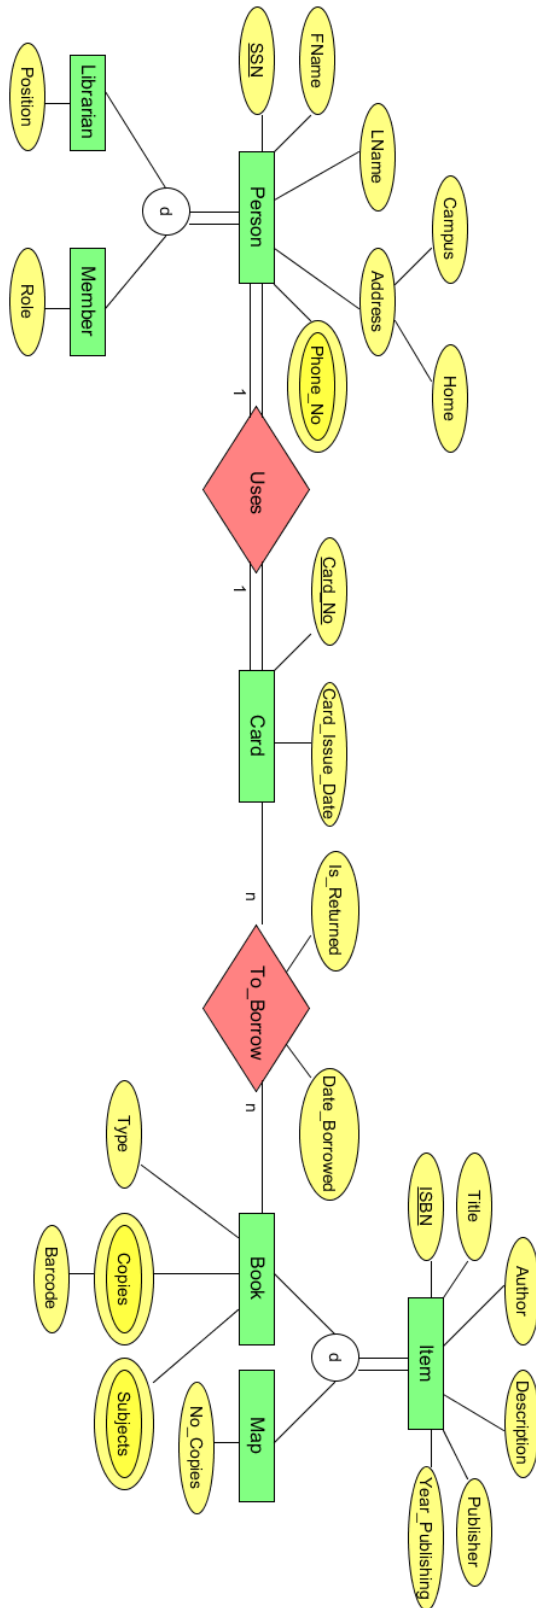 Author
Description
Title
Publisher
Campus
Home
ISBN
Item
Year_Publishing
LName
Address
FName
Phone_No
Card_No
Card_Issue_Date
Is_Returned
Date_Borrowed
d
SSN
Person
Uses
Card
To_Borrow
Book
Map
1
1
n
n
No_Copies
d
Type
Copies
Subjects
Librarian
Member
Barcode
Position
Role